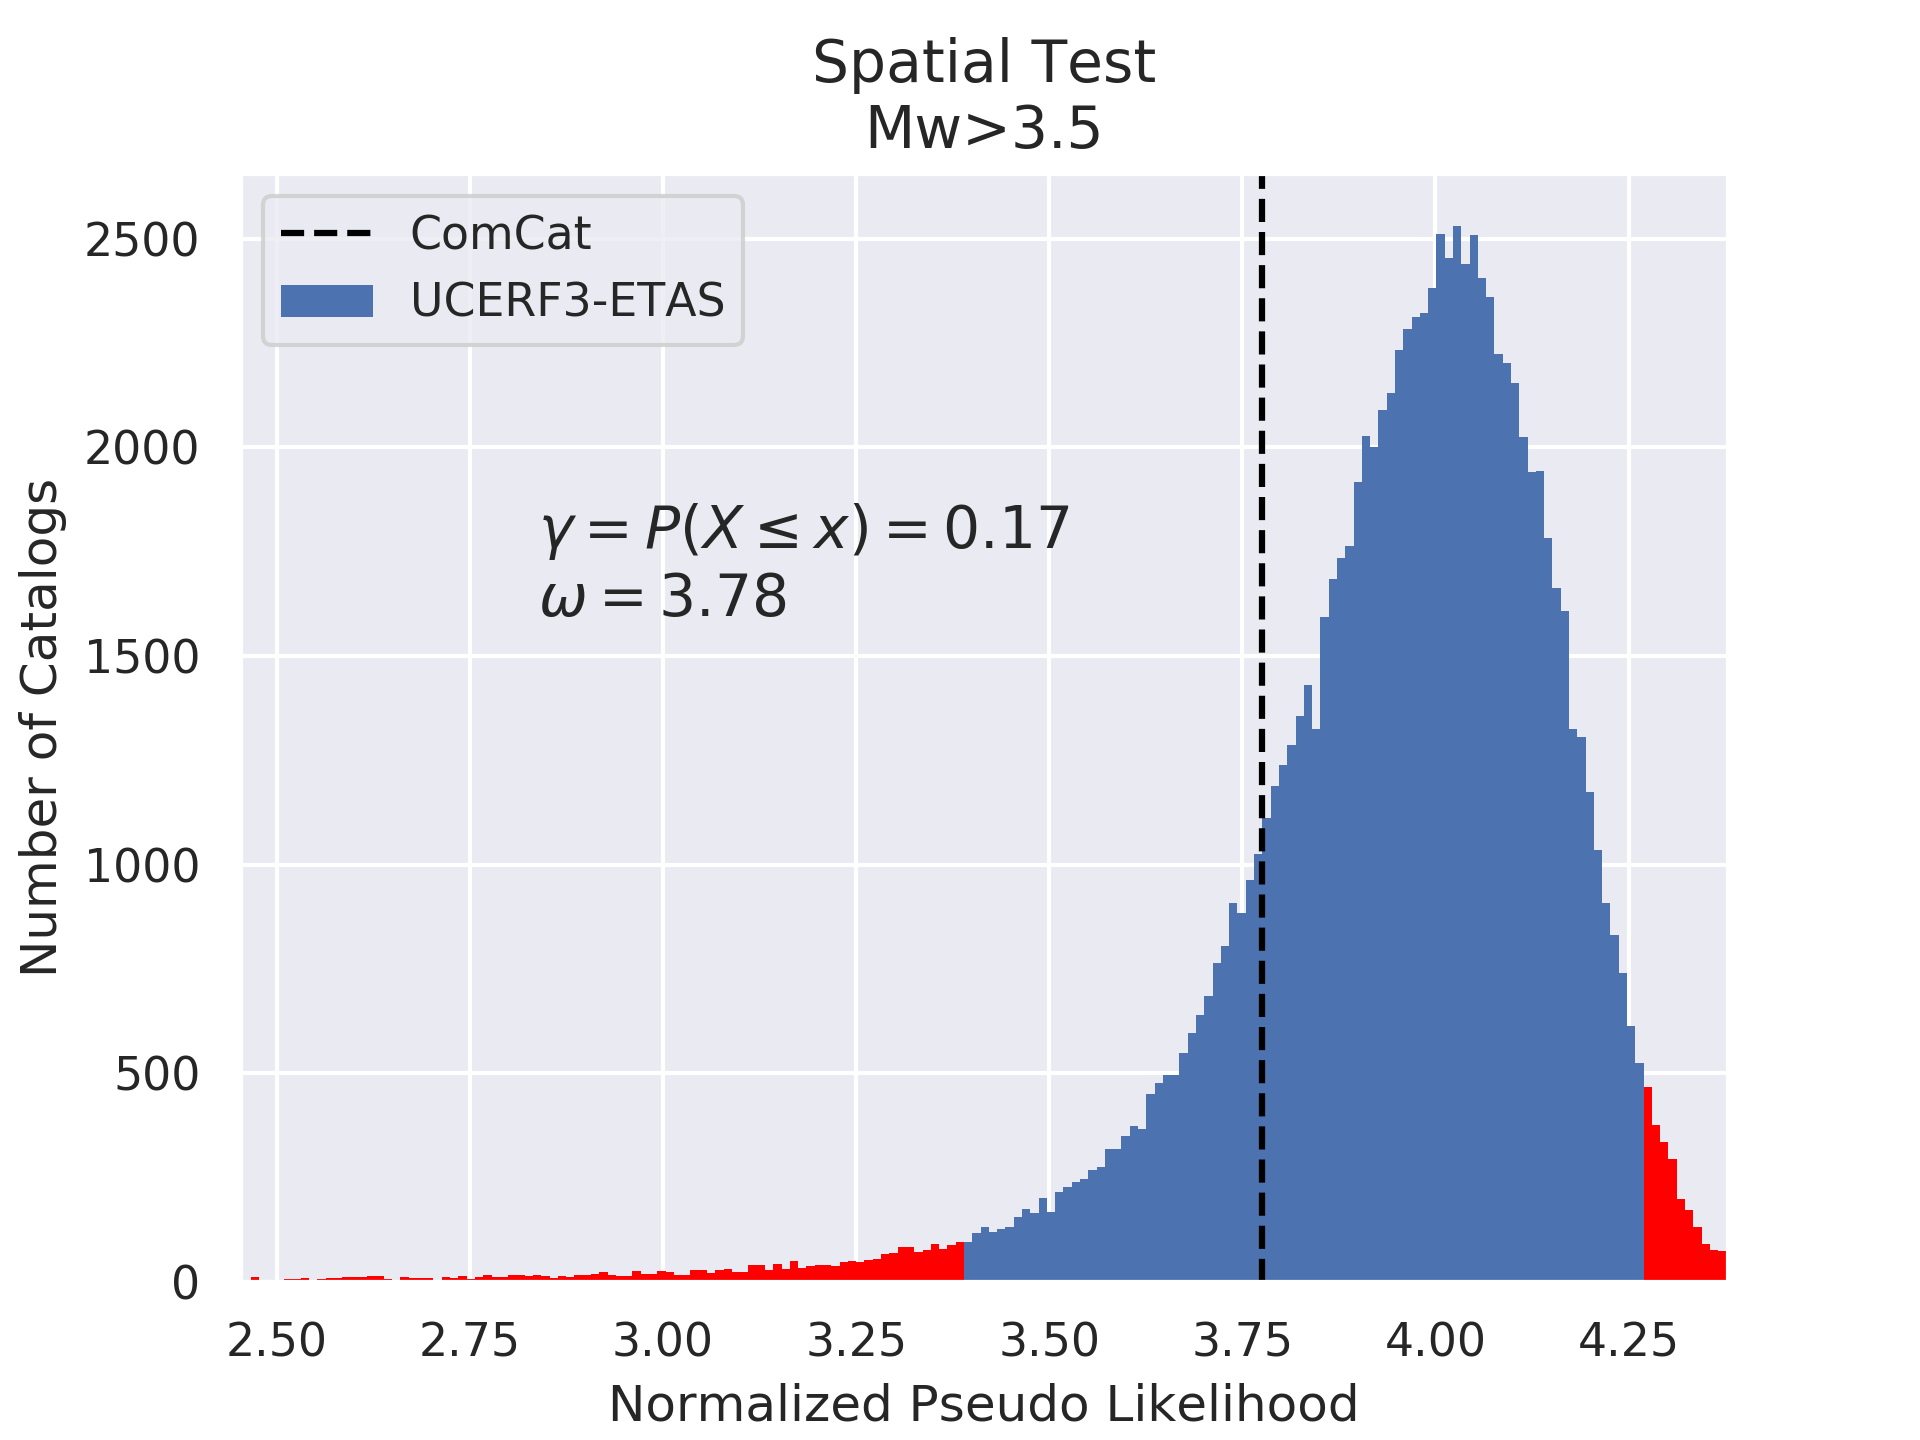 Spatial Test
Mw>3.5
ComCat
UCERF3-ETAS
γ = P(X ≤ x) = 0.17
ω = 3.78
Number of Catalogs
2500
2000
1500
1000
500
0
2.50 2.75 3.00 3.25 3.50 3.75 4.00 4.25
Normalized Pseudo Likelihood